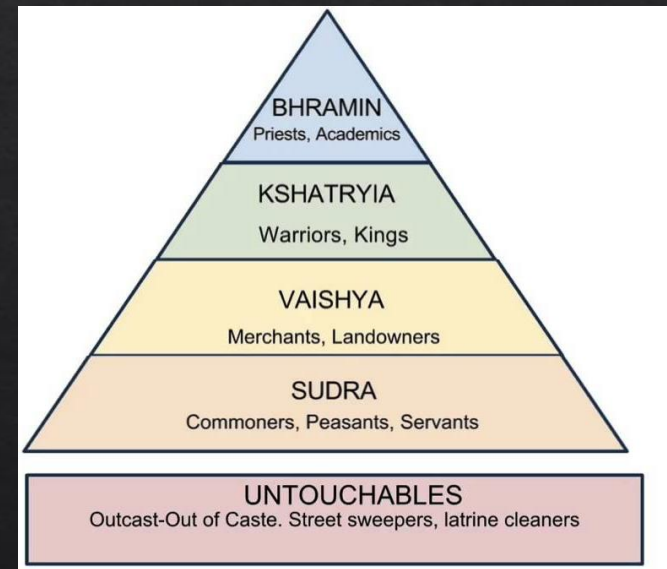 BHRAMIN
Priests, Academics
KSHATRYIA
Warriors, Kings
VAISHYA
Merchants, Landowners
SUDRA
Commoners, Peasants, Servants
UNTOUCHABLES
Outcast-Out of Caste. Street sweepers, latrine cleaners